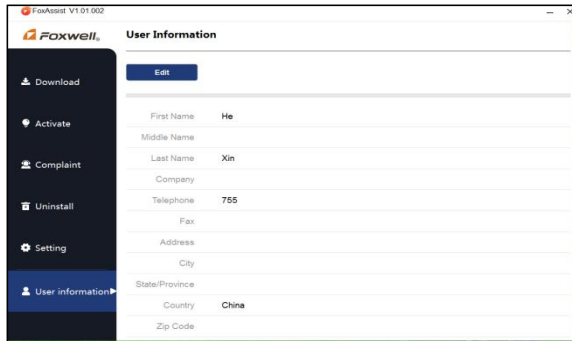 FoxAssist V1.01.002
FOXWELL®
User Information
Edit
Download
Activate
Complaint
Uninstall
Setting
User information
First Name He
Middle Name
Last Name Xin
Company
Telephone 755
Fax
Address
City
State/Province
Country China
Zip Code